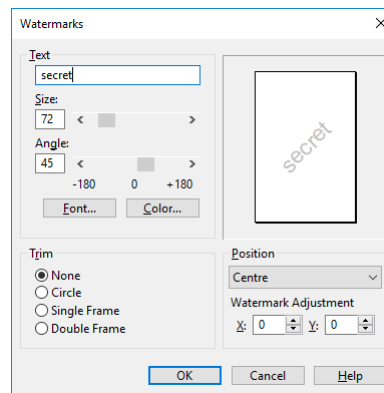 Watermarks
Text
secret
Size:
72
Angle:
45
-180 0 +180
Font... Color...
secret
Trim
None
Circle
Single Frame
Double Frame
Position
Centre
Watermark Adjustment
X: 0 Y: 0
OK Cancel Help